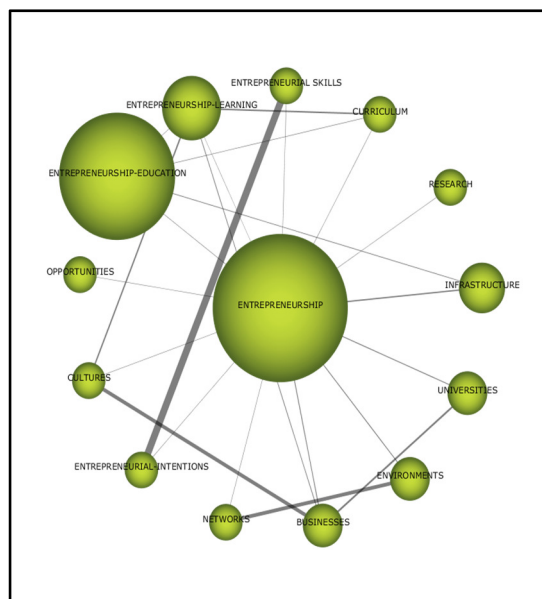 ENTREPRENEURIAL SKILLS
ENTREPRENEURSHIP-LEARNING
CURRICULUM
ENTREPRENEURSHIP-EDUCATION
RESEARCH
OPPORTUNITIES
INFRASTRUCTURE
ENTREPRENEURSHIP
CULTURES
UNIVERSITIES
ENTREPRENEURIAL-INTENTIONS
ENVIRONMENTS
NETWORKS
BUSINESSES